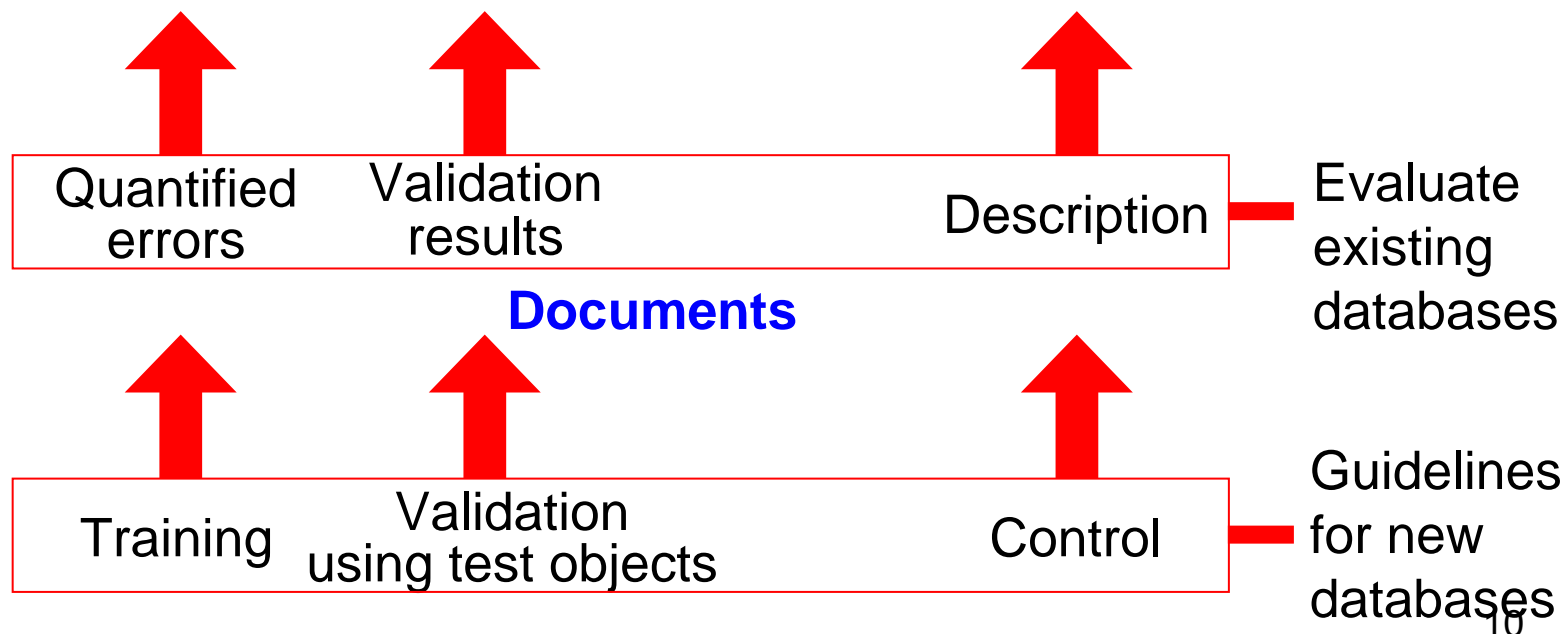 Quantified
errors
Validation
results
Description
Evaluate
existing
databases
Documents
Training
Validation
using test objects
Control
Guidelines
for new
databases
10